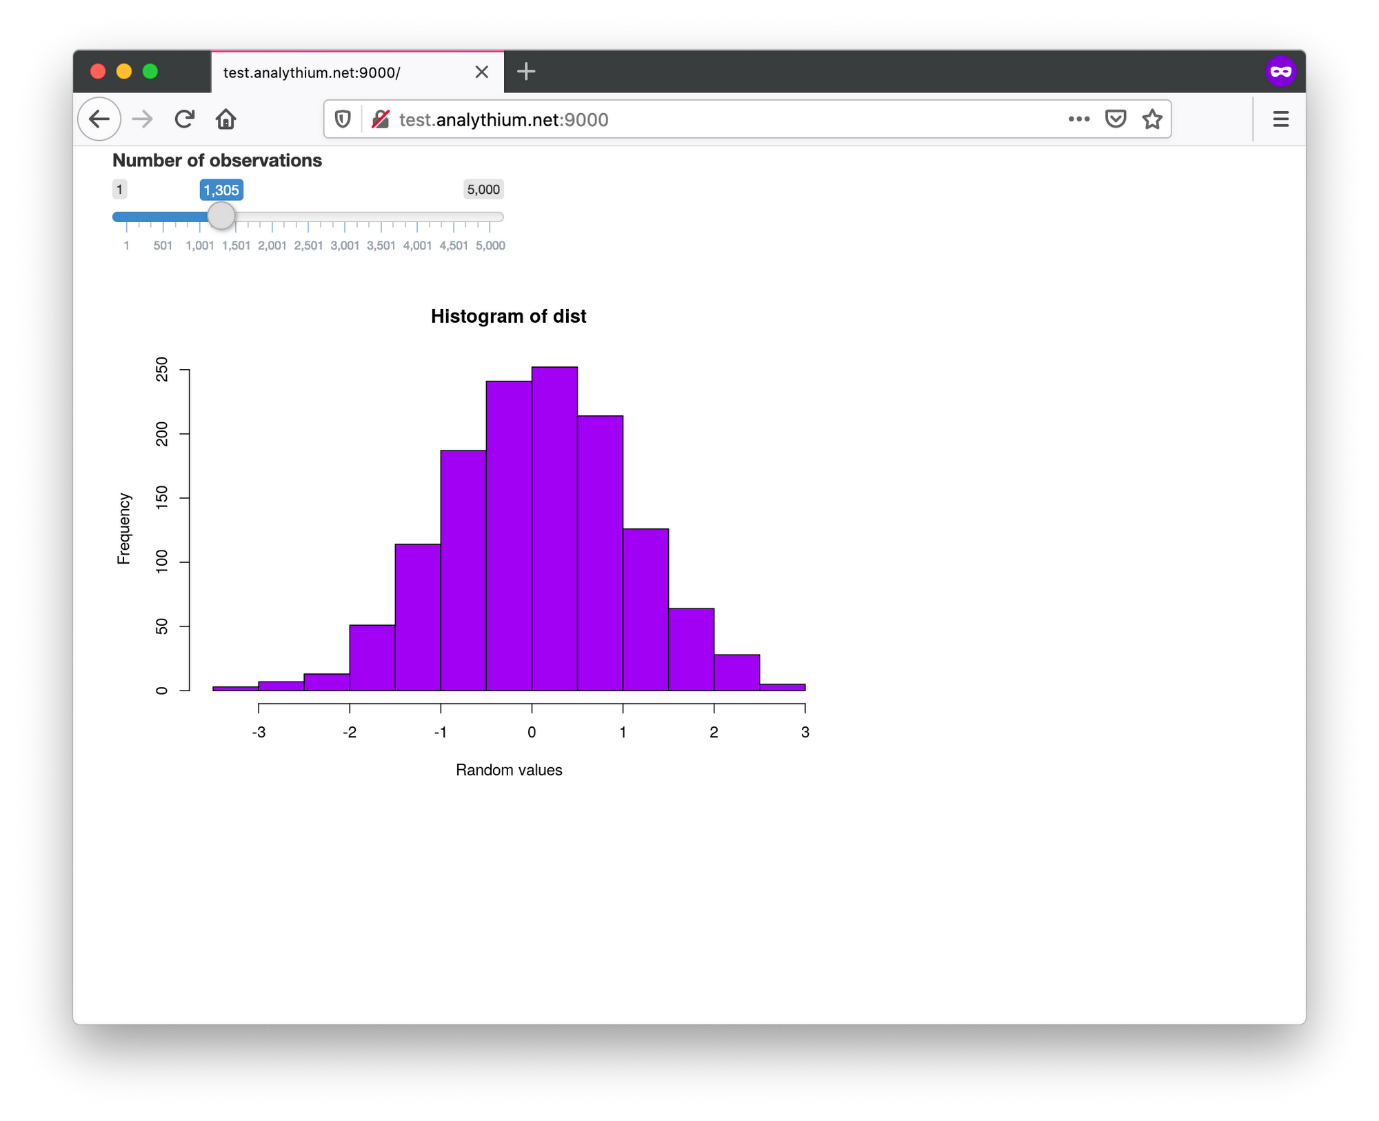 test.analythium.net:9000/
test.analythium.net:9000
Number of observations
1 1,305 5,000
1 501 1,001 1,501 2,001 2,501 3,001 3,501 4,001 4,501 5,000
Histogram of dist
Frequency
250
200
150
100
50
0
-3 -2 -1 0 1 2 3
Random values